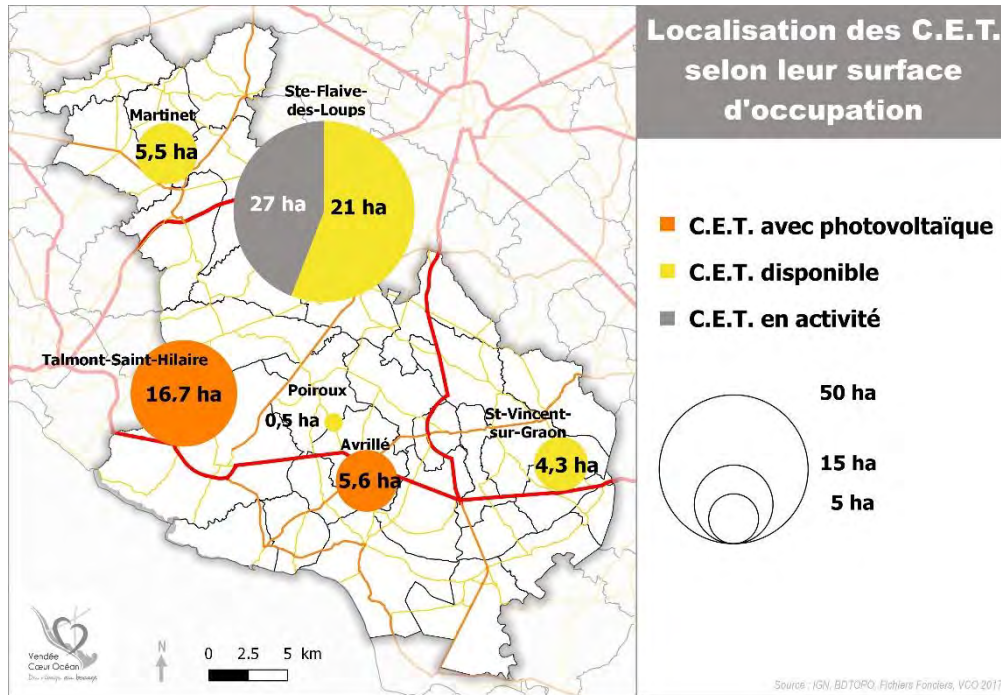 Localisation des C.E.T.
selon leur surface
d'occupation
Ste-Flaive-
des-Loups
Martinet
5,5 ha
27 ha
21 ha
C.E.T. avec photovoltaïque
C.E.T. disponible
C.E.T. en activité
Talmont-Saint-Hilaire
16,7 ha
Poiroux
0,5 ha
Avrillé
5,6 ha
St-Vincent-
sur-Graon
4,3 ha
50 ha
15 ha
5 ha
Vendée
Cœur Océan
N
0 2.5 5 km
Source : IGN, BDTOPO, Fichiers Fonciers, VCO 2017